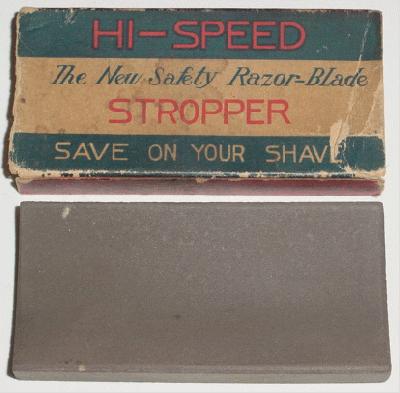 HI-SPEED
The New Safety Razor-Blade
STROPPER
SAVE ON YOUR SHAVE